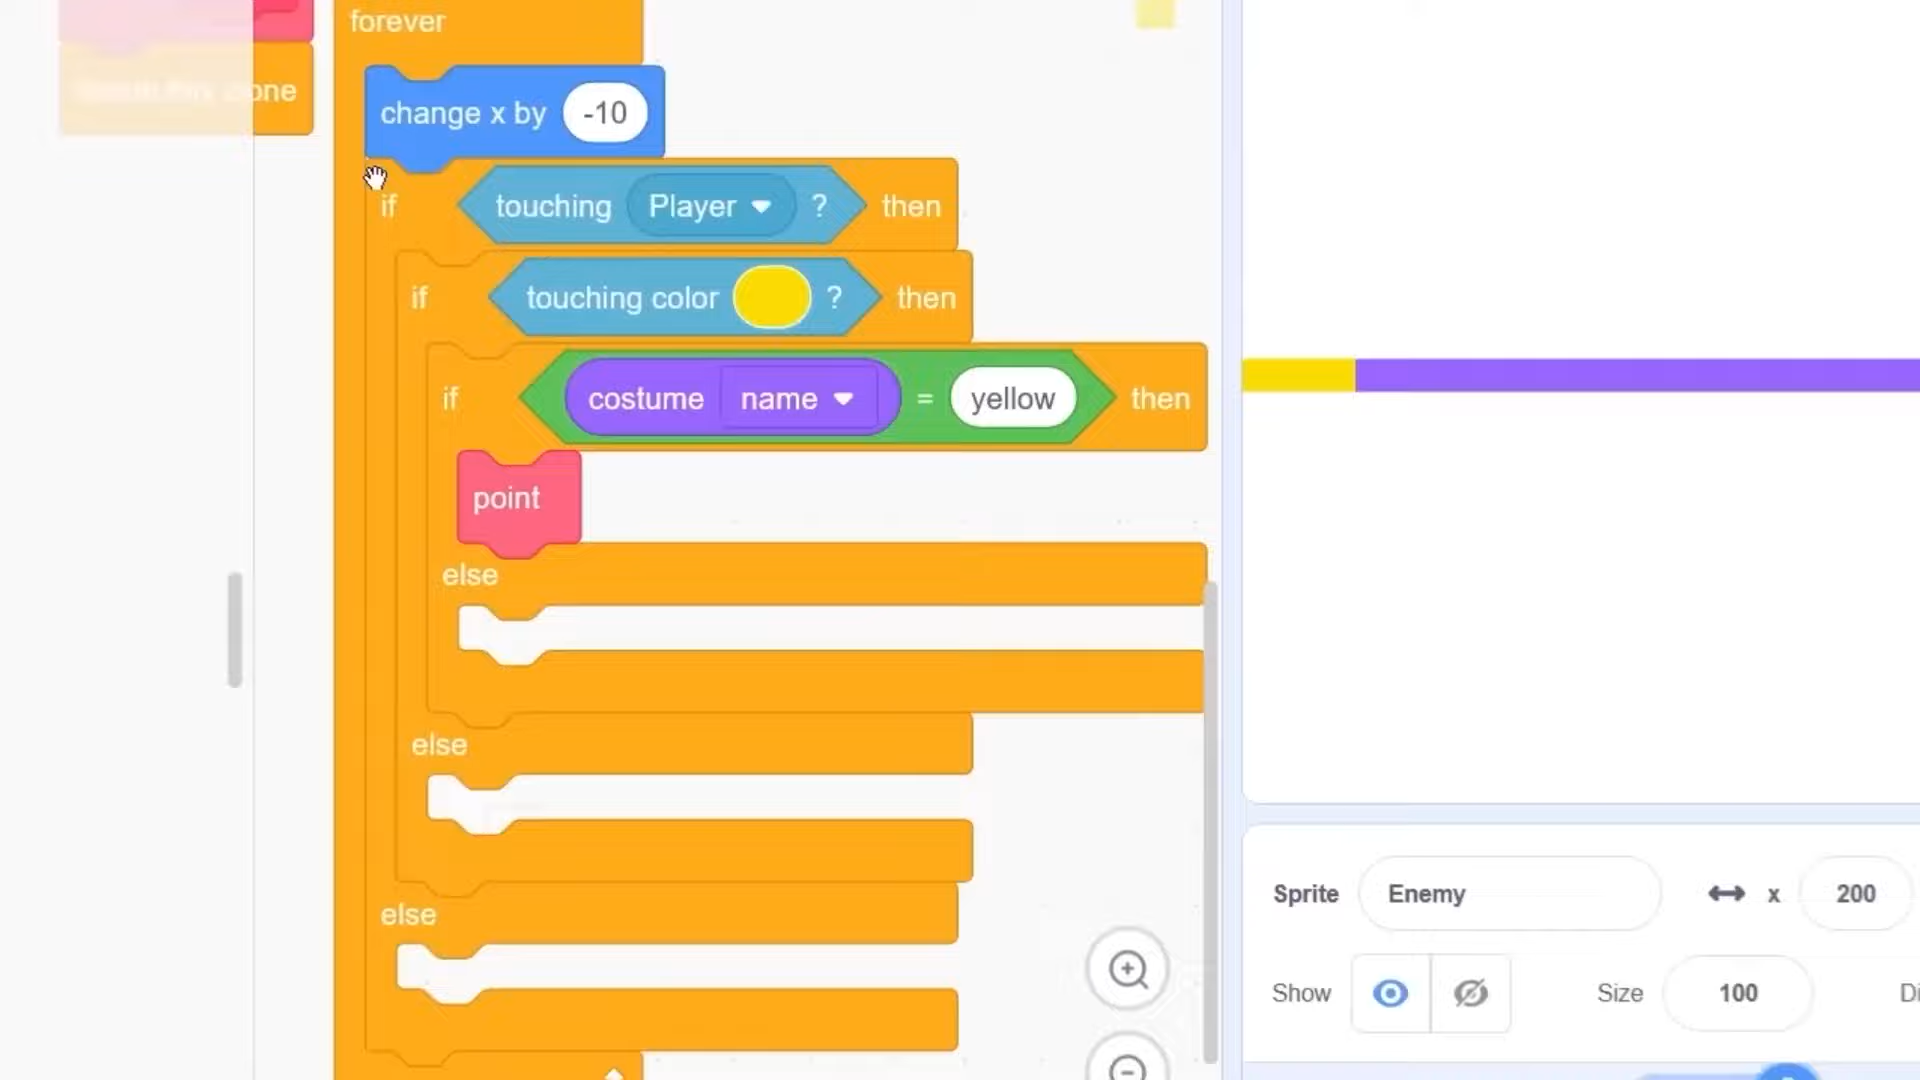 forever
change x by -10
if touching Player ? then
if touching color ? then
if costume name = yellow then
point
else
else
else
Sprite Enemy x 200
Show Size 100